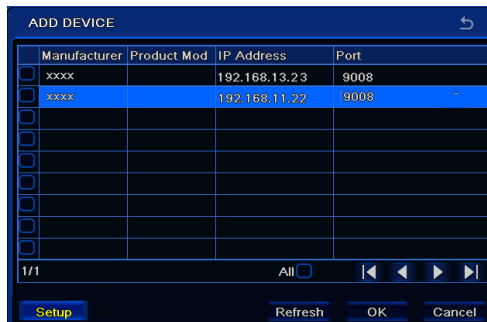 ADD DEVICE
Manufacturer Product Mod IP Address Port
xxxx 192.168.13.23 9008
xxxx 192.168.11.22 9008 -
1/1 All
Setup Refresh OK Cancel